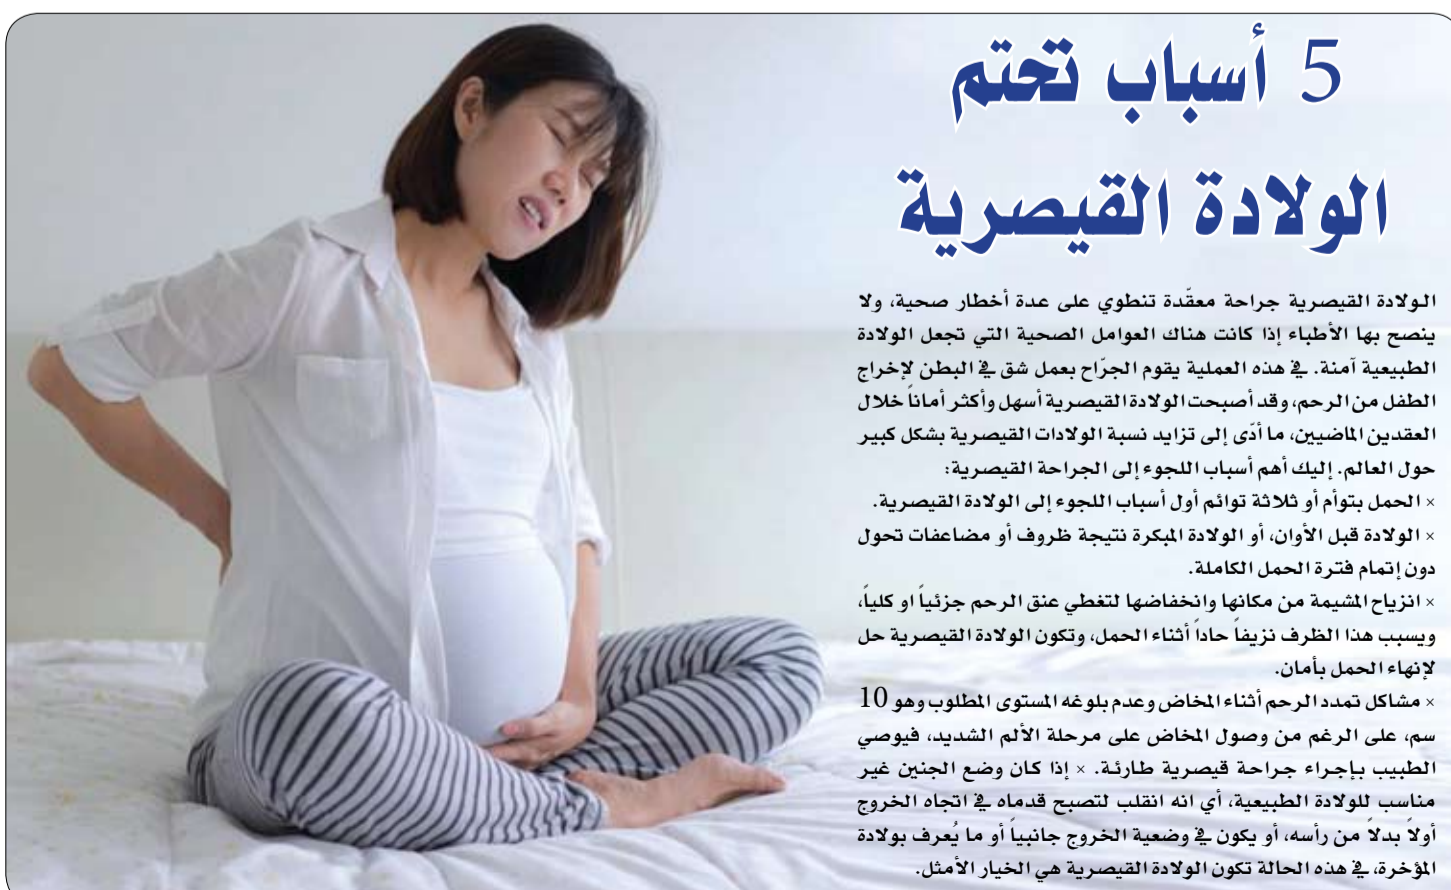 5 أسباب تحتم
الولادة القيصرية
الولادة القيصرية جراحة معقّدة تنطوي على عدة أخطار صحية، ولا
ينصح بها الأطباء إذا كانت هناك العوامل الصحية التي تجعل الولادة
الطبيعية آمنة. في هذه العملية يقوم الجرّاح بعمل شق في البطن لإخراج
الطفل من الرحم، وقد أصبحت الولادة القيصرية أسهل وأكثر أماناً خلال
العقدين الماضيين، ما أدّى إلى تزايد نسبة الولادات القيصرية بشكل كبير
حول العالم. إليك أهم أسباب اللجوء إلى الجراحة القيصرية:
× الحمل بتوأم أو ثلاثة توائم أول أسباب اللجوء إلى الولادة القيصرية.
× الولادة قبل الأوان، أو الولادة المبكرة نتيجة ظروف أو مضاعفات تحول
دون إتمام فترة الحمل الكاملة.
× انزياح المشيمة من مكانها وانخفاضها لتغطي عنق الرحم جزئياً او كلياً،
ويسبب هذا الظرف نزيفاً حاداً أثناء الحمل، وتكون الولادة القيصرية حل
لإنهاء الحمل بأمان.
× مشاكل تمدد الرحم أثناء المخاض وعدم بلوغه المستوى المطلوب وهو 10
سم، على الرغم من وصول المخاض على مرحلة الألم الشديد، فيوصي
الطبيب بإجراء جراحة قيصرية طارئة. × إذا كان وضع الجنين غير
مناسب للولادة الطبيعية، أي انه انقلب لتصبح قدماه في اتجاه الخروج
أولاً بدلاً من رأسه، أو يكون في وضعية الخروج جانبياً أو ما يُعرف بولادة
المؤخرة، في هذه الحالة تكون الولادة القيصرية هي الخيار الأمثل.